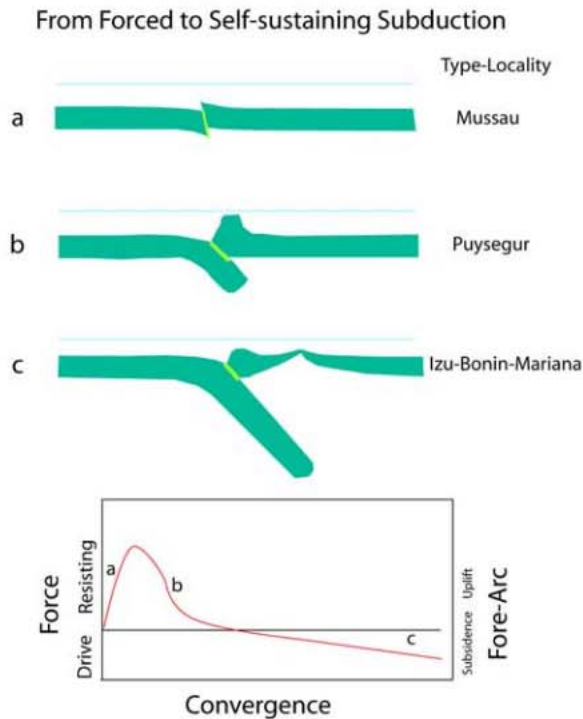 From Forced to Self-sustaining Subduction
Type-Locality
a
Mussau
b
Puysegur
c
Izu-Bonin-Mariana
Force
Drive Resisting
a
b
c
Subsidence Uplift
Fore-Arc
Convergence